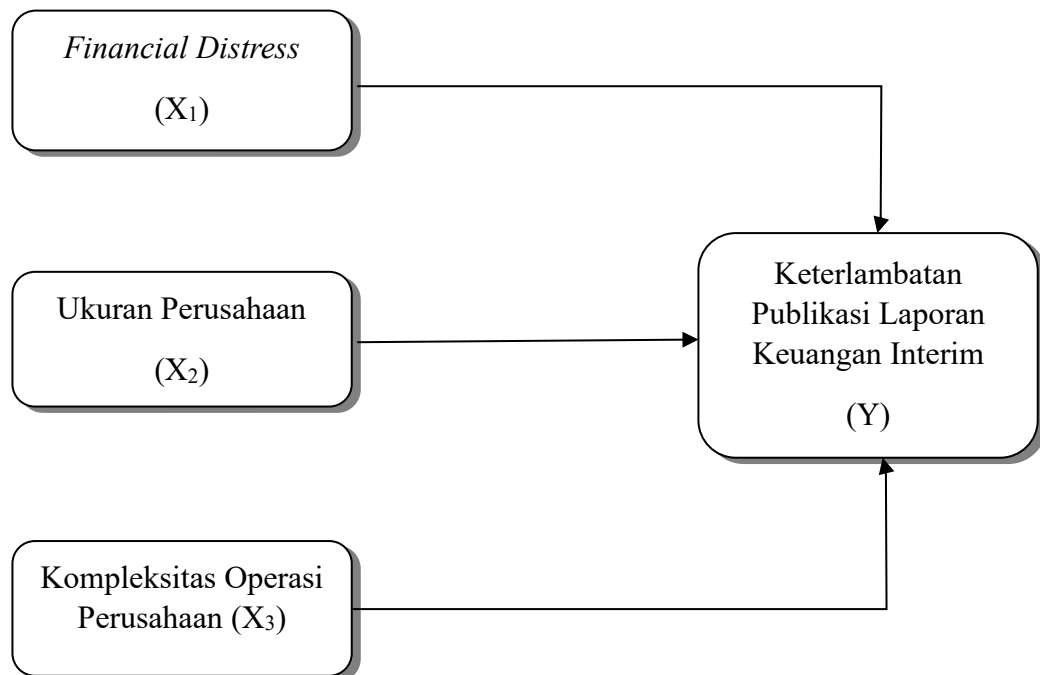 Financial Distress
(X₁)
Ukuran Perusahaan
(X₂)
Kompleksitas Operasi
Perusahaan (X₃)
Keterlambatan
Publikasi Laporan
Keuangan Interim
(Y)